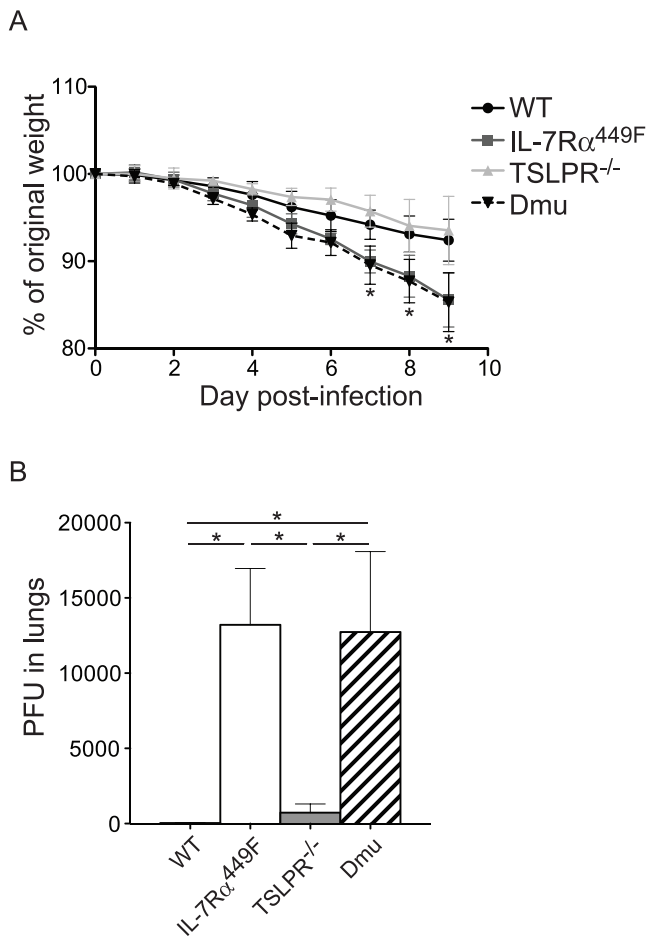 A
% of original weight
110
100
90
80
0
2
4
6
8
10
Day post-infection
WT
IL-7Rα449F
TSLPR-/-
Dmu
*
*
*
B
PFU in lungs
20000
15000
10000
5000
0
*
* * *
WT
IL-7Rα449F
TSLPR-/-
Dmu